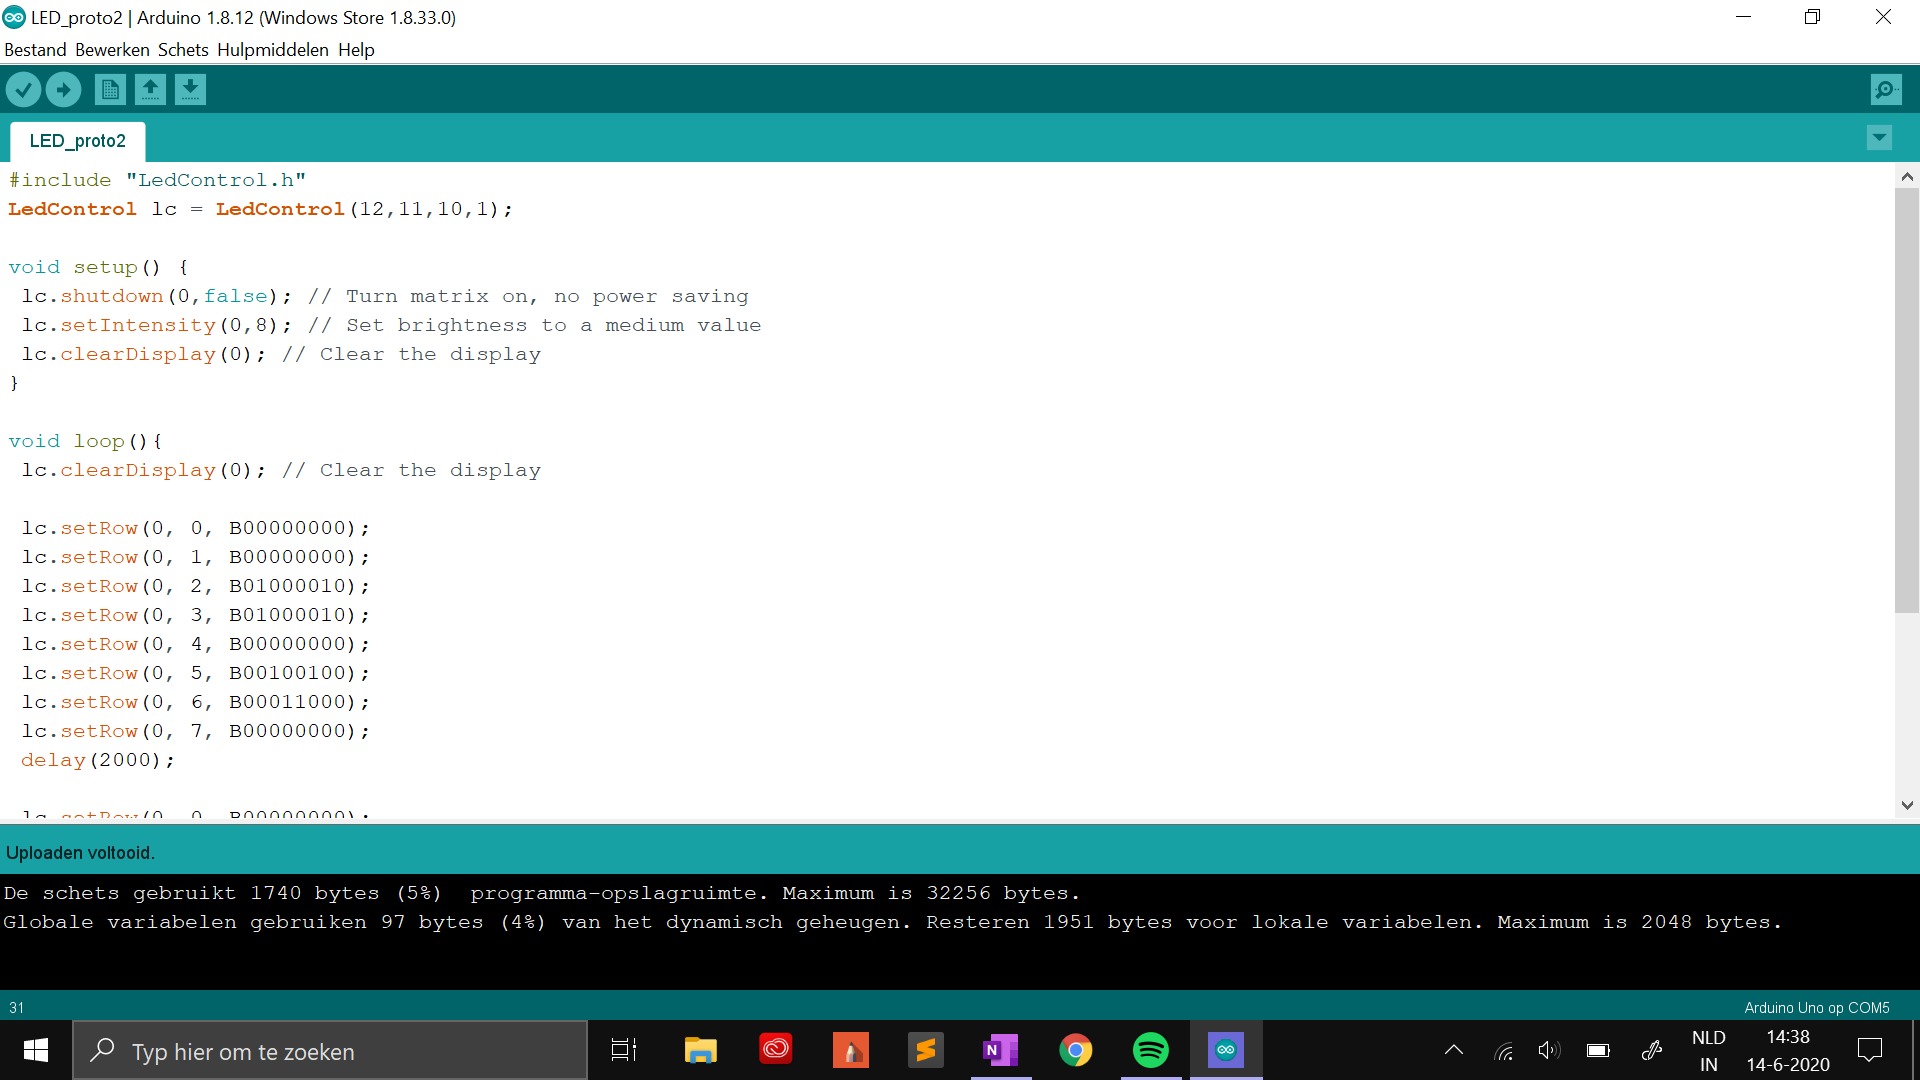 LED_proto2 | Arduino 1.8.12 (Windows Store 1.8.33.0)
Bestand Bewerken Schets Hulpmiddelen Help
LED_proto2
#include "LedControl.h"
LedControl lc = LedControl(12,11,10,1);
void setup() {
lc.shutdown(0,false); // Turn matrix on, no power saving
lc.setIntensity(0,8); // Set brightness to a medium value
lc.clearDisplay(0); // Clear the display
}
void loop(){
lc.clearDisplay(0); // Clear the display
lc.setRow(0, 0, B00000000);
lc.setRow(0, 1, B00000000);
lc.setRow(0, 2, B01000010);
lc.setRow(0, 3, B01000010);
lc.setRow(0, 4, B00000000);
lc.setRow(0, 5, B00100100);
lc.setRow(0, 6, B00011000);
lc.setRow(0, 7, B00000000);
delay(2000);
lc.setRow(0, 0, B00000000);
Uploaden voltooid.
De schets gebruikt 1740 bytes (5%)  programma-opslagruimte. Maximum is 32256 bytes.
Globale variabelen gebruiken 97 bytes (4%) van het dynamisch geheugen. Resteren 1951 bytes voor lokale variabelen. Maximum is 2048 bytes.
31
Arduino Uno op COM5
Typ hier om te zoeken
N
NLD
IN
14:38
14-6-2020